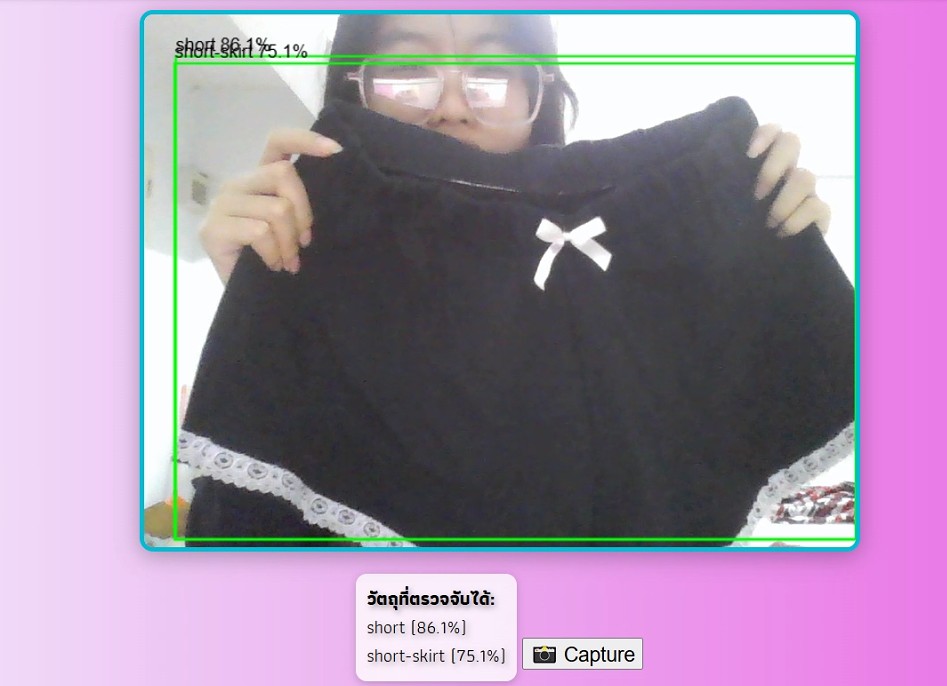 short 86.1%
short-skirt 75.1%
วัตถุที่ตรวจจับได้:
short (86.1%)
short-skirt (75.1%)
📷 Capture